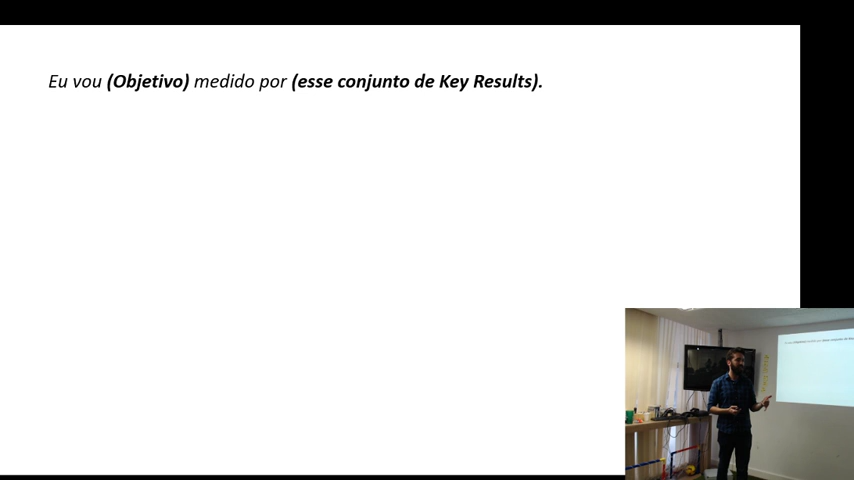 Eu vou (Objetivo) medido por (esse conjunto de Key Results).